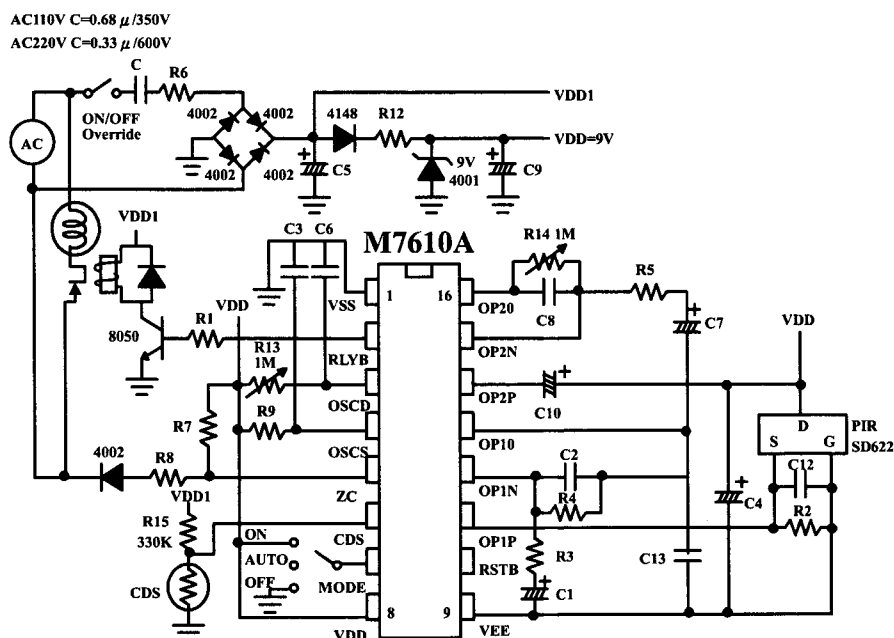 AC110V C=0.68 μ/350V
AC220V C=0.33 μ/600V
C
R6
ON/OFF
Override
AC
4002
4002
4002
4002
4148
R12
VDD1
VDD=9V
C5
9V
4001
C9
VDD1
8050
R1
VDD
C3
C6
M7610A
R14 1M
C8
R5
C7
VDD
1
16
VSS
OP20
RLYB
OP2N
R13
1M
OSCD
OP2P
C10
R9
OSCS
OP10
R7
4002
R8
ZC
OP1N
C2
R4
C4
D
S
G
PIR
SD622
C12
R2
VDD1
R15
330K
CDS
CDS
OP1P
ON
AUTO
OFF
MODE
RSTB
R3
C13
C1
8
9
VDD
VEE